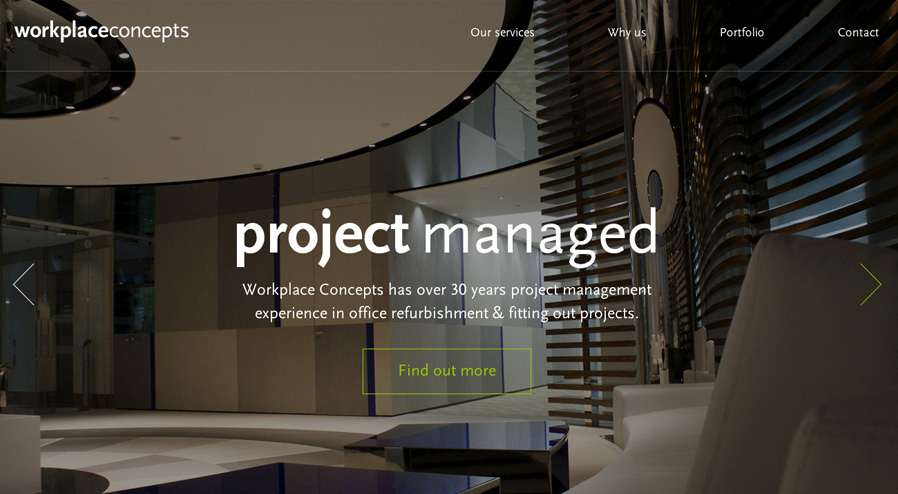 workplaceconcepts
Our services
Why us
Portfolio
Contact
project managed
Workplace Concepts has over 30 years project management
experience in office refurbishment & fitting out projects.
Find out more